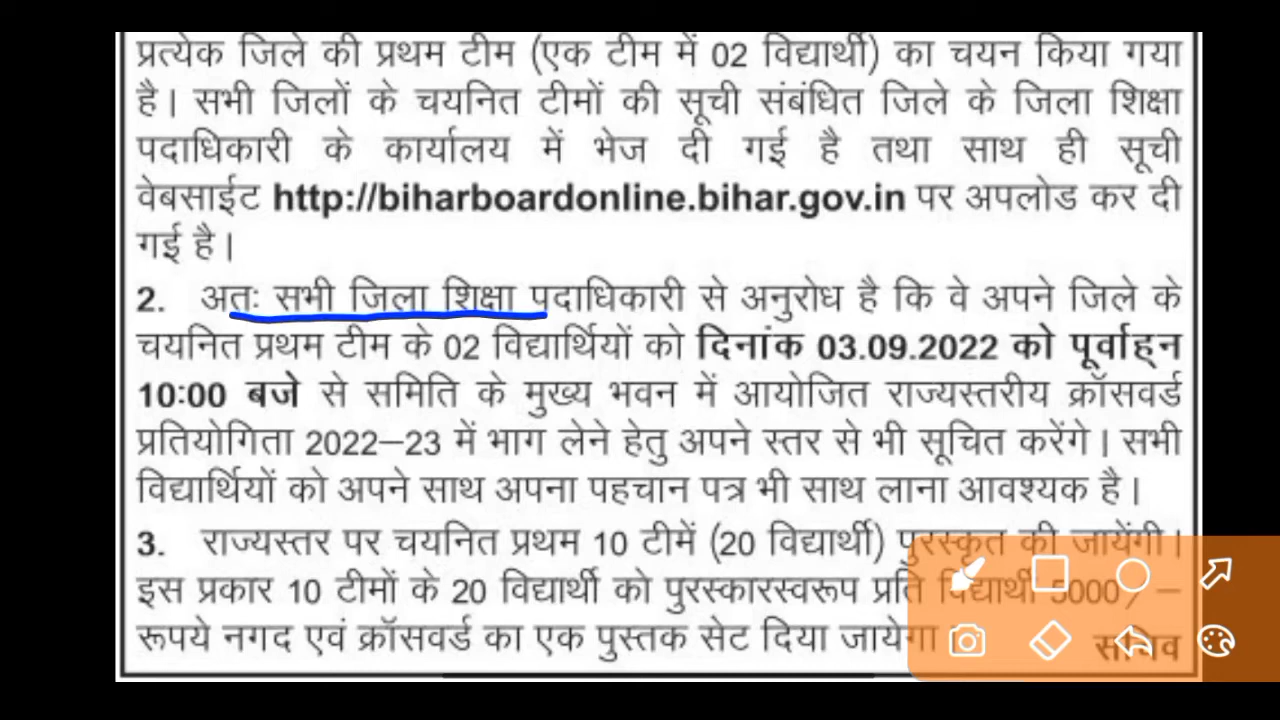 प्रत्येक जिले की प्रथम टीम (एक टीम में 02 विद्यार्थी) का चयन किया गया
है। सभी जिलों के चयनित टीमों की सूची संबंधित जिले के जिला शिक्षा
पदाधिकारी के कार्यालय में भेज दी गई है तथा साथ ही सूची
वेबसाईट http://biharboardonline.bihar.gov.in पर अपलोड कर दी
गई है।
2. अतः सभी जिला शिक्षा पदाधिकारी से अनुरोध है कि वे अपने जिले के
चयनित प्रथम टीम के 02 विद्यार्थियों को दिनांक 03.09.2022 को पूर्वाह्न
10:00 बजे से समिति के मुख्य भवन में आयोजित राज्यस्तरीय क्रॉसवर्ड
प्रतियोगिता 2022–23 में भाग लेने हेतु अपने स्तर से भी सूचित करेंगे। सभी
विद्यार्थियों को अपने साथ अपना पहचान पत्र भी साथ लाना आवश्यक है।
3. राज्यस्तर पर चयनित प्रथम 10 टीमें (20 विद्यार्थी) पुरस्कृत की जायेंगी।
इस प्रकार 10 टीमों के 20 विद्यार्थी को पुरस्कारस्वरूप प्रति विद्यार्थी 5000/–
रूपये नगद एवं क्रॉसवर्ड का एक पुस्तक सेट दिया जायेगा
सचिव